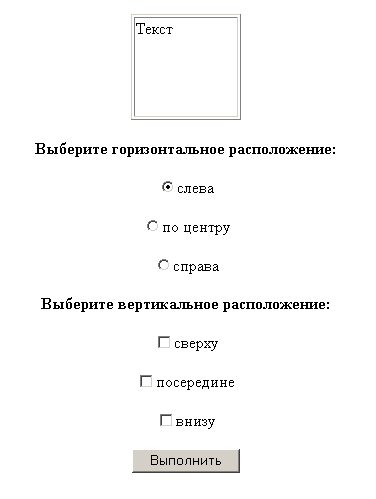 Текст
Выберите горизонтальное расположение:
слева
по центру
справа
Выберите вертикальное расположение:
сверху
посередине
внизу
Выполнить